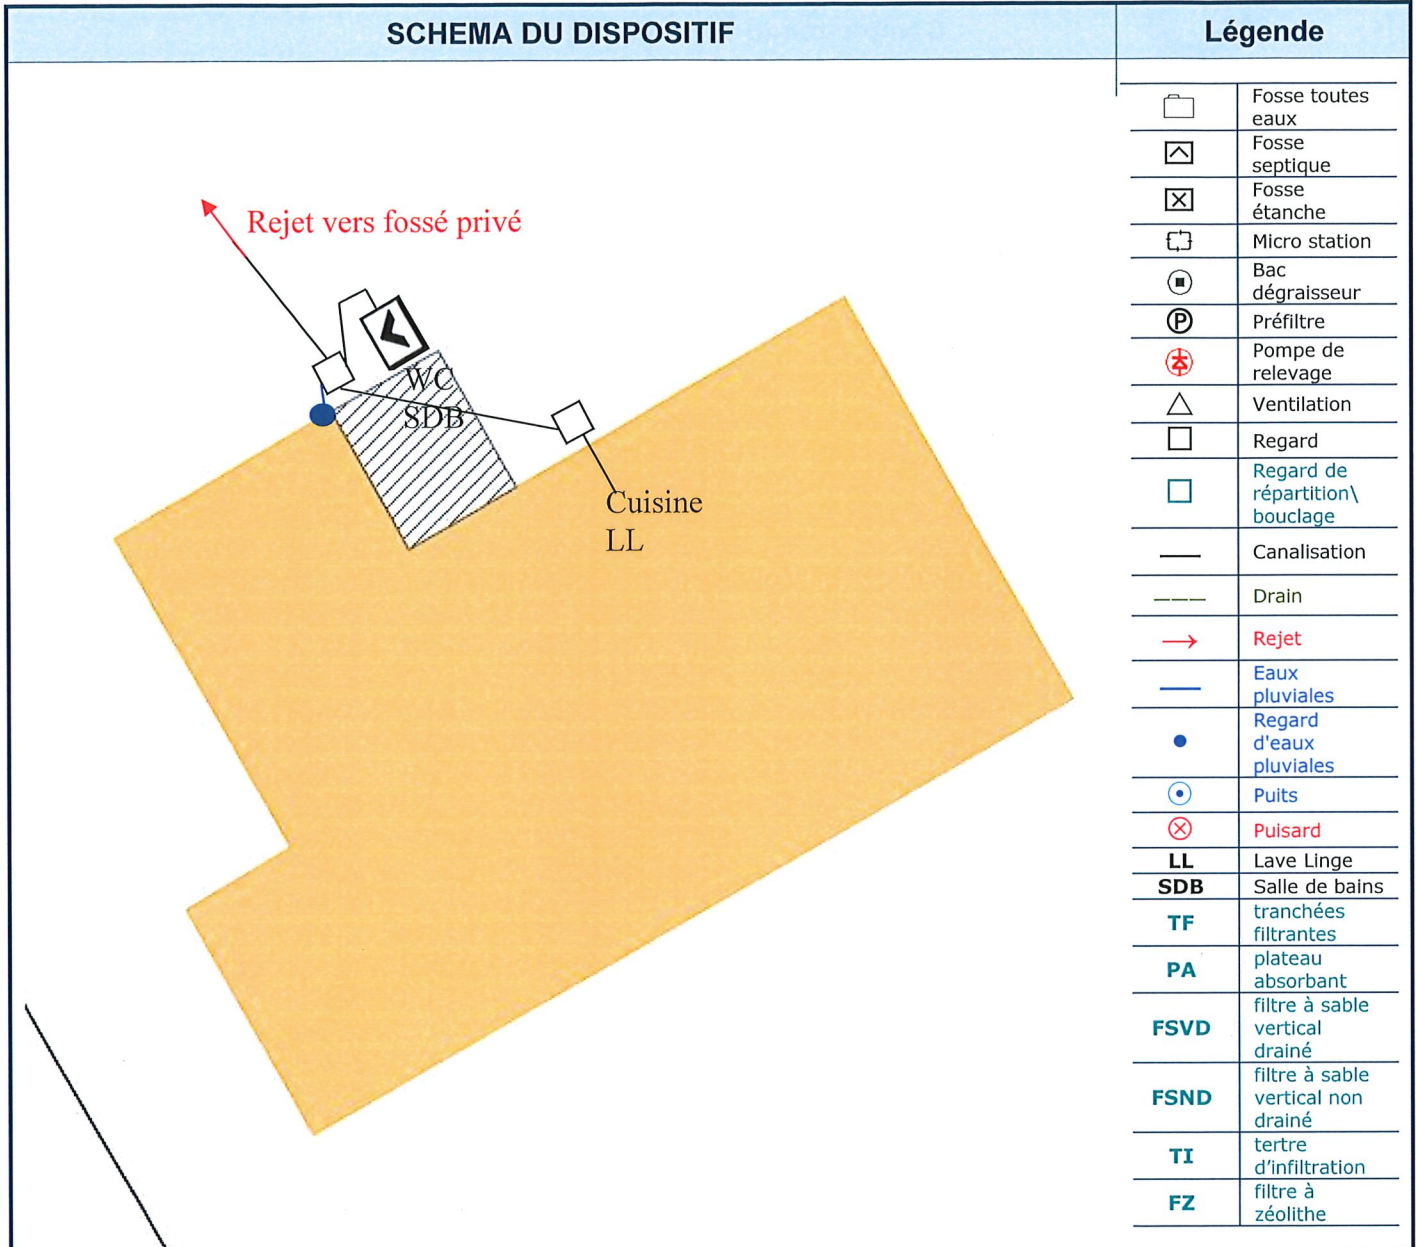 SCHEMA DU DISPOSITIF
Légende
Rejet vers fossé privé
WC
SDB
Cuisine
LL
Fosse toutes
eaux
Fosse
septique
Fosse
étanche
Micro station
Bac
dégraisseur
P
Préfiltre
Pompe de
relevage
Ventilation
Regard
Regard de
répartition\
bouclage
Canalisation
Drain
Rejet
Eaux
pluviales
Regard
d'eaux
pluviales
Puits
Puisard
LL Lave Linge
SDB Salle de bains
TF tranchées
filtrantes
PA plateau
absorbant
FSVD filtre à sable
vertical
drainé
FSND filtre à sable
vertical non
drainé
TI tertre
d’infiltration
FZ filtre à
zéolithe